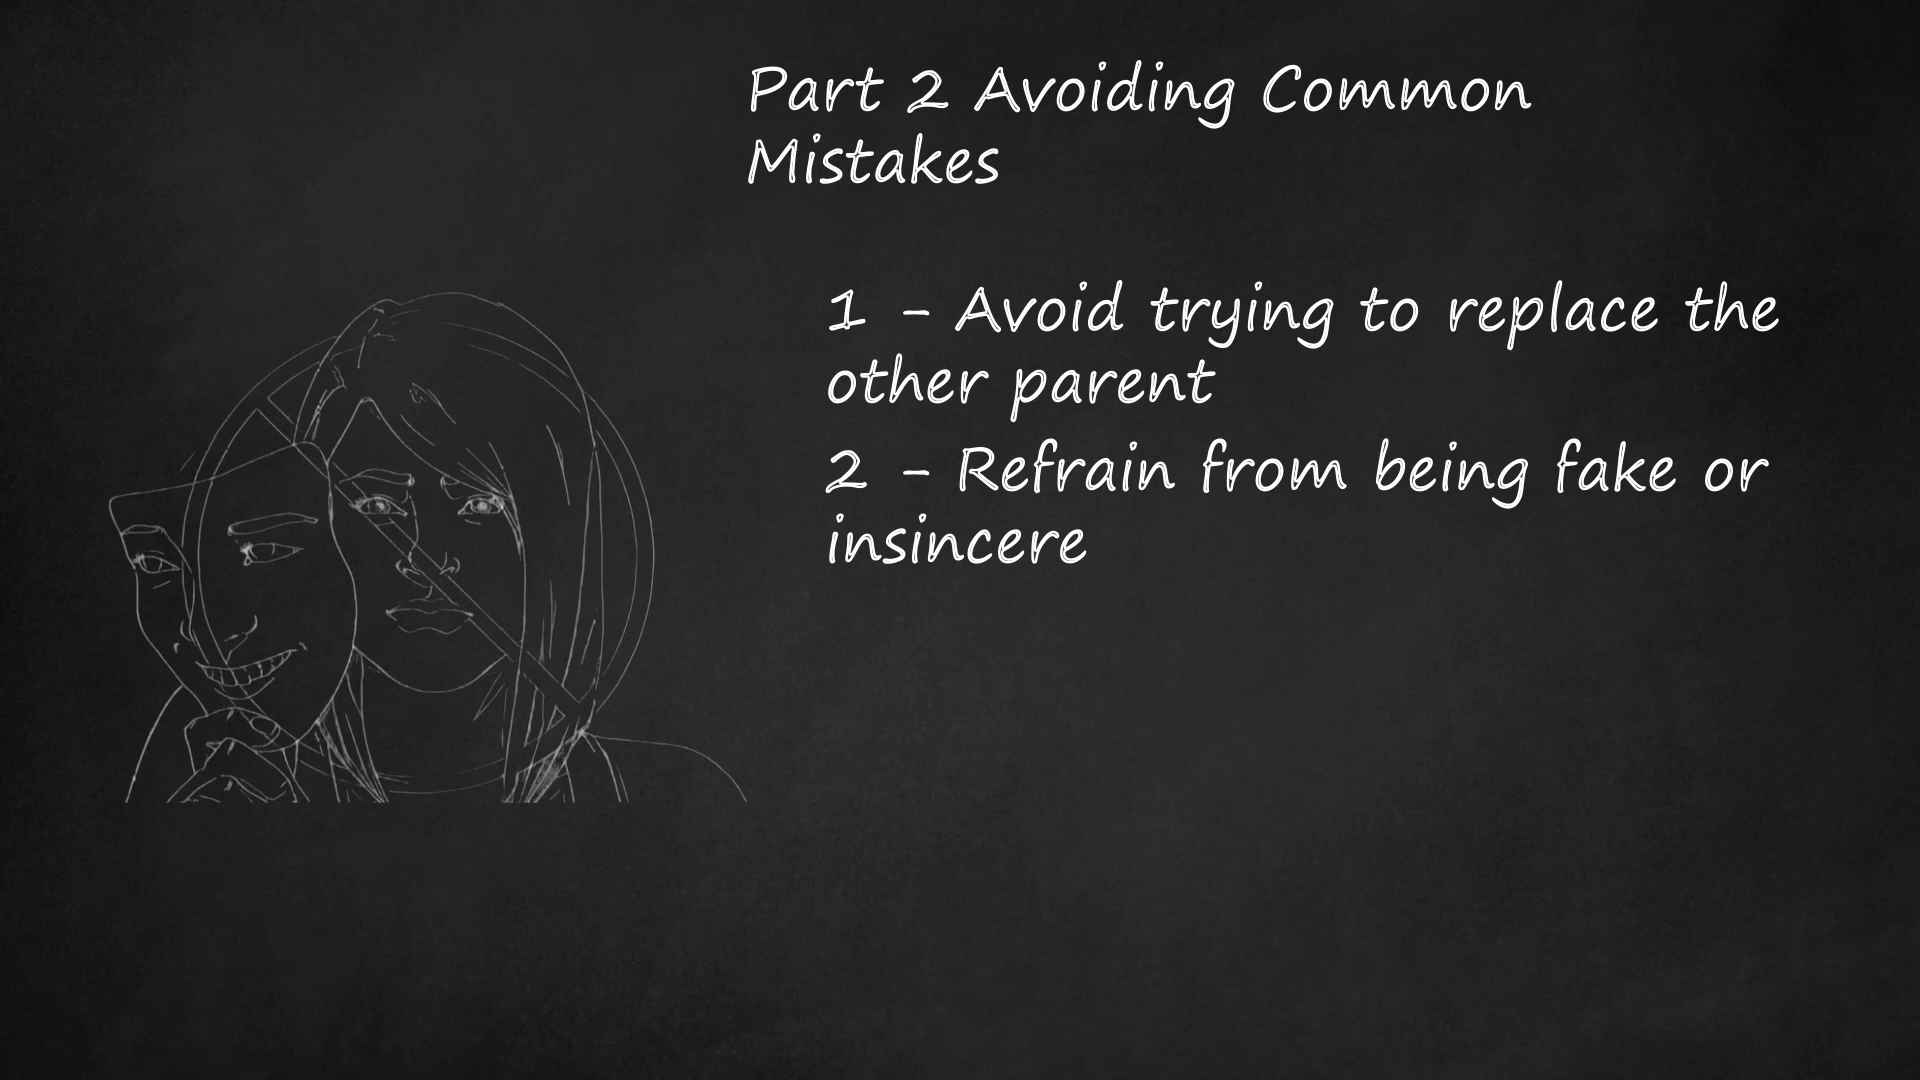 Part 2 Avoiding Common
Mistakes
1 - Avoid trying to replace the
other parent
2 - Refrain from being fake or
insincere